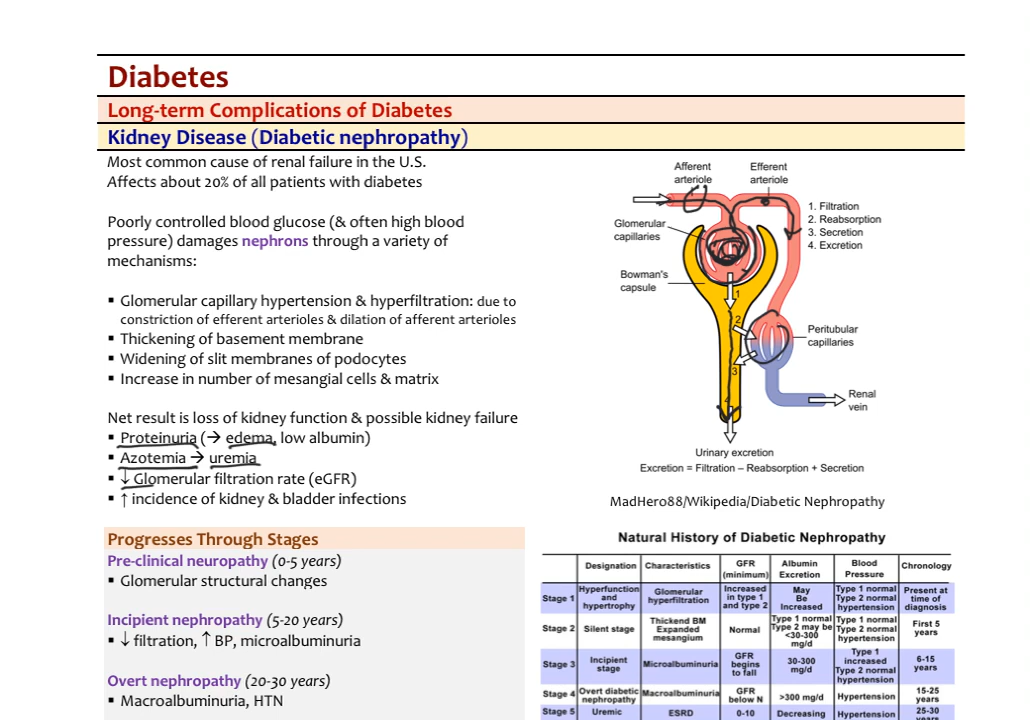 Diabetes
Long-term Complications of Diabetes
Kidney Disease (Diabetic nephropathy)
Most common cause of renal failure in the U.S.
Affects about 20% of all patients with diabetes
Poorly controlled blood glucose (& often high blood
pressure) damages nephrons through a variety of
mechanisms:
▪ Glomerular capillary hypertension & hyperfiltration: due to
constriction of efferent arterioles & dilation of afferent arterioles
▪ Thickening of basement membrane
▪ Widening of slit membranes of podocytes
▪ Increase in number of mesangial cells & matrix
Net result is loss of kidney function & possible kidney failure
▪ Proteinuria (→ edema, low albumin)
▪ Azotemia → uremia
▪ ↓ Glomerular filtration rate (eGFR)
▪ ↑ incidence of kidney & bladder infections
Progresses Through Stages
Pre-clinical neuropathy (0-5 years)
▪ Glomerular structural changes
Incipient nephropathy (5-20 years)
▪ ↓ filtration, ↑ BP, microalbuminuria
Overt nephropathy (20-30 years)
▪ Macroalbuminuria, HTN
Afferent
arteriole
Efferent
arteriole
1. Filtration
2. Reabsorption
3. Secretion
4. Excretion
Glomerular
capillaries
Bowman's
capsule
1
2
3
4
Peritubular
capillaries
Renal
vein
Urinary excretion
Excretion = Filtration – Reabsorption + Secretion
MadHero88/Wikipedia/Diabetic Nephropathy
Natural History of Diabetic Nephropathy
Designation Characteristics GFR (minimum) Albumin Excretion Blood Pressure Chronology
Stage 1 Hyperfunction and hypertrophy Glomerular hyperfiltration Increased in type 1 and type 2 May Be Increased Type 1 normal Type 2 normal hypertension Present at time of diagnosis
Stage 2 Silent stage Thickend BM Expanded mesangium Normal Type 1 normal Type 2 may be <30-300 mg/d Type 1 normal Type 2 normal hypertension First 5 years
Stage 3 Incipient stage Microalbuminuria GFR begins to fall 30-300 mg/d Type 1 increased Type 2 normal hypertension 6-15 years
Stage 4 Overt diabetic nephropathy Macroalbuminuria GFR below N >300 mg/d Hypertension 15-25 years
Stage 5 Uremic ESRD 0-10 Decreasing Hypertension 25-30 years